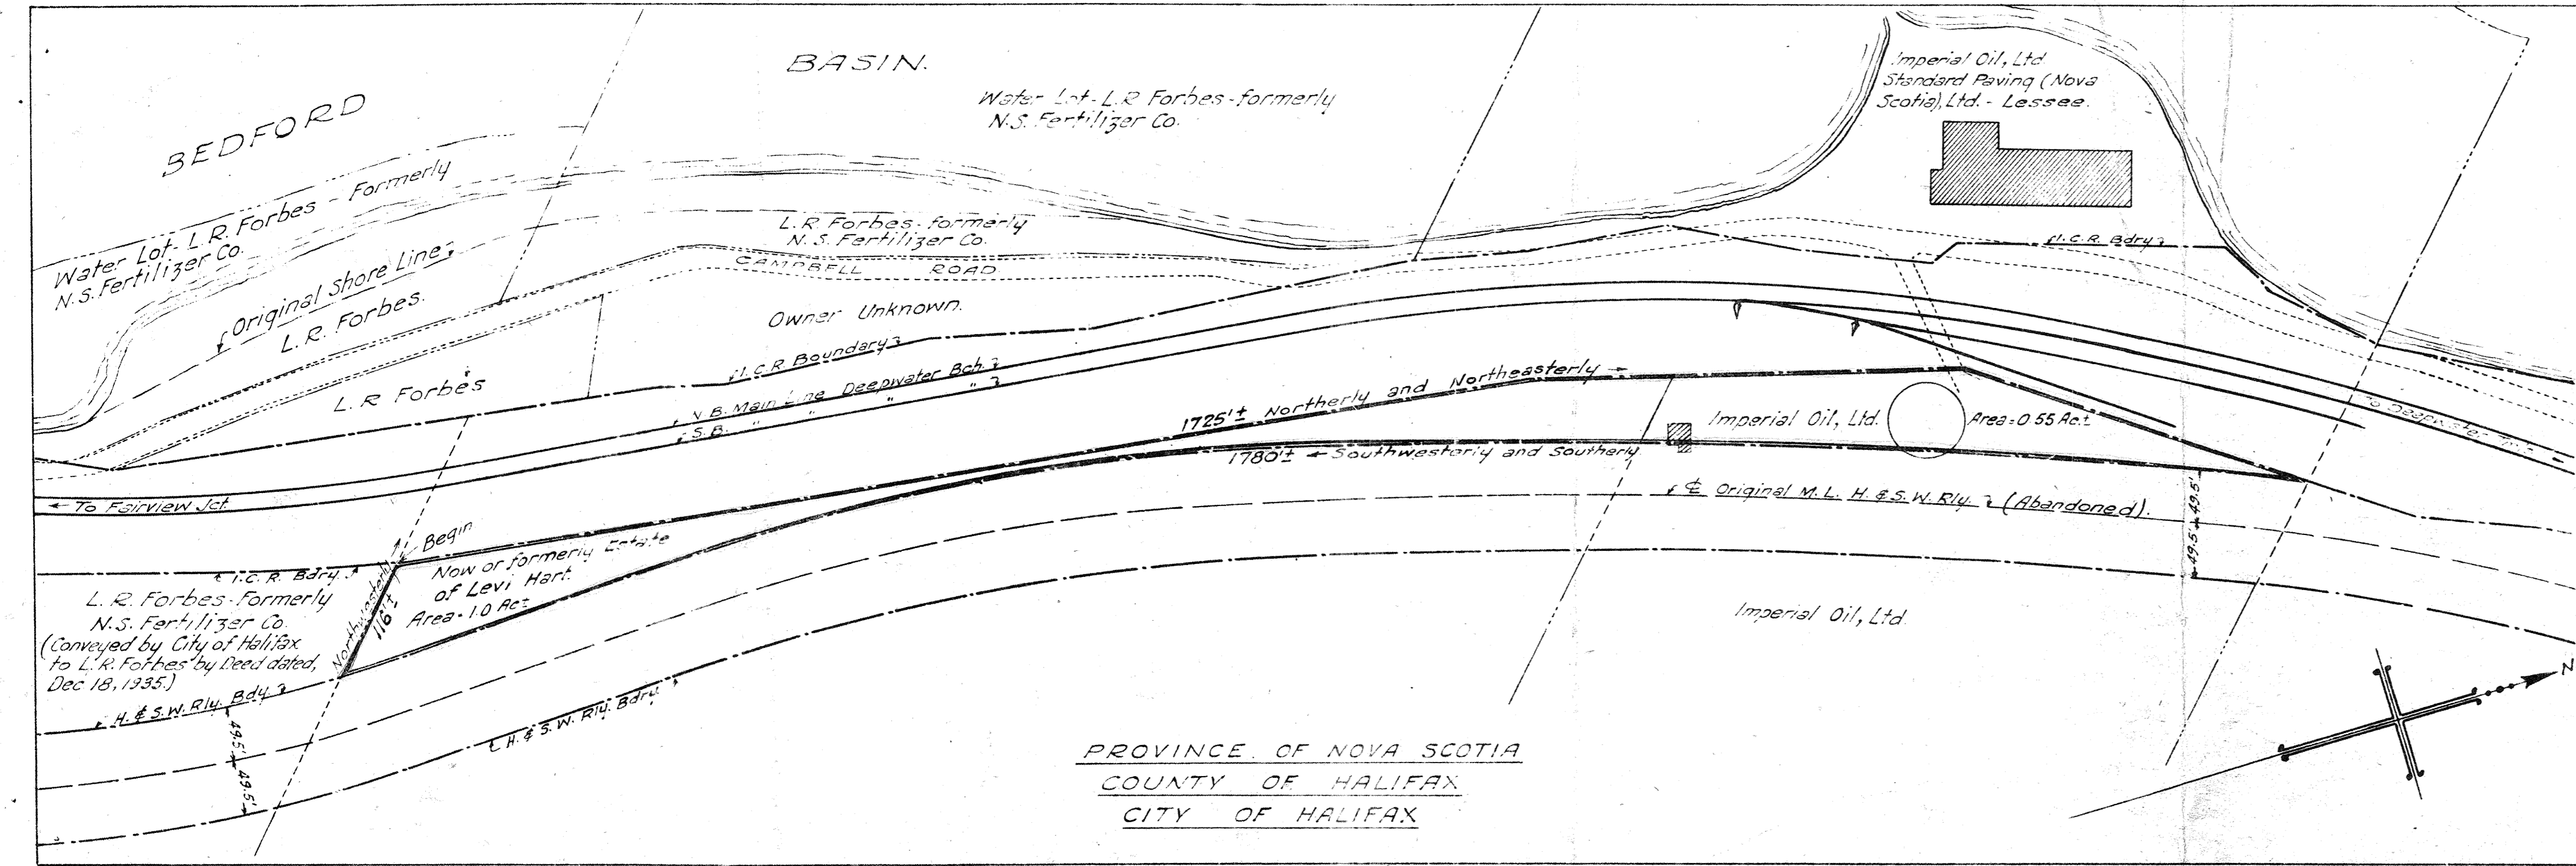 BEDFORD
BASIN.
Water Lot - L.R. Forbes - formerly
N.S. Fertilizer Co.
Imperial Oil, Ltd.
Standard Paving (Nova
Scotia), Ltd. - Lessee.
Water Lot - L.R. Forbes - Formerly
N.S. Fertilizer Co.
Original Shore Line
L.R. Forbes.
L.R. Forbes - formerly
N.S. Fertilizer Co.
CAMPBELL ROAD
I.C.R. Bdry.
Owner Unknown.
L.R Forbes
I.C.R Boundary
N.B. Main Line Deepwater Bch.
S.B. " " " "
1725'± Northerly and Northeasterly →
1780'± ← Southwesterly and Southerly
Imperial Oil, Ltd.
Area = 0.55 Ac.±
To Deepwater
← To Fairview Jct.
℄ Original M.L. H. & S.W. Rly. (Abandoned).
49.5' 49.5'
Begin
Northwesterly
116'±
Now or formerly Estate
of Levi Hart.
Area - 1.0 Ac±
I.C.R. Bdry.
L.R. Forbes - Formerly
N.S. Fertilizer Co.
(Conveyed by City of Halifax
to L.R. Forbes by Deed dated,
Dec 18, 1935.)
H. & S.W. Rly. Bdy.
49.5' 49.5'
H. & S.W. Rly. Bdry.
Imperial Oil, Ltd.
N
PROVINCE OF NOVA SCOTIA
COUNTY OF HALIFAX
CITY OF HALIFAX